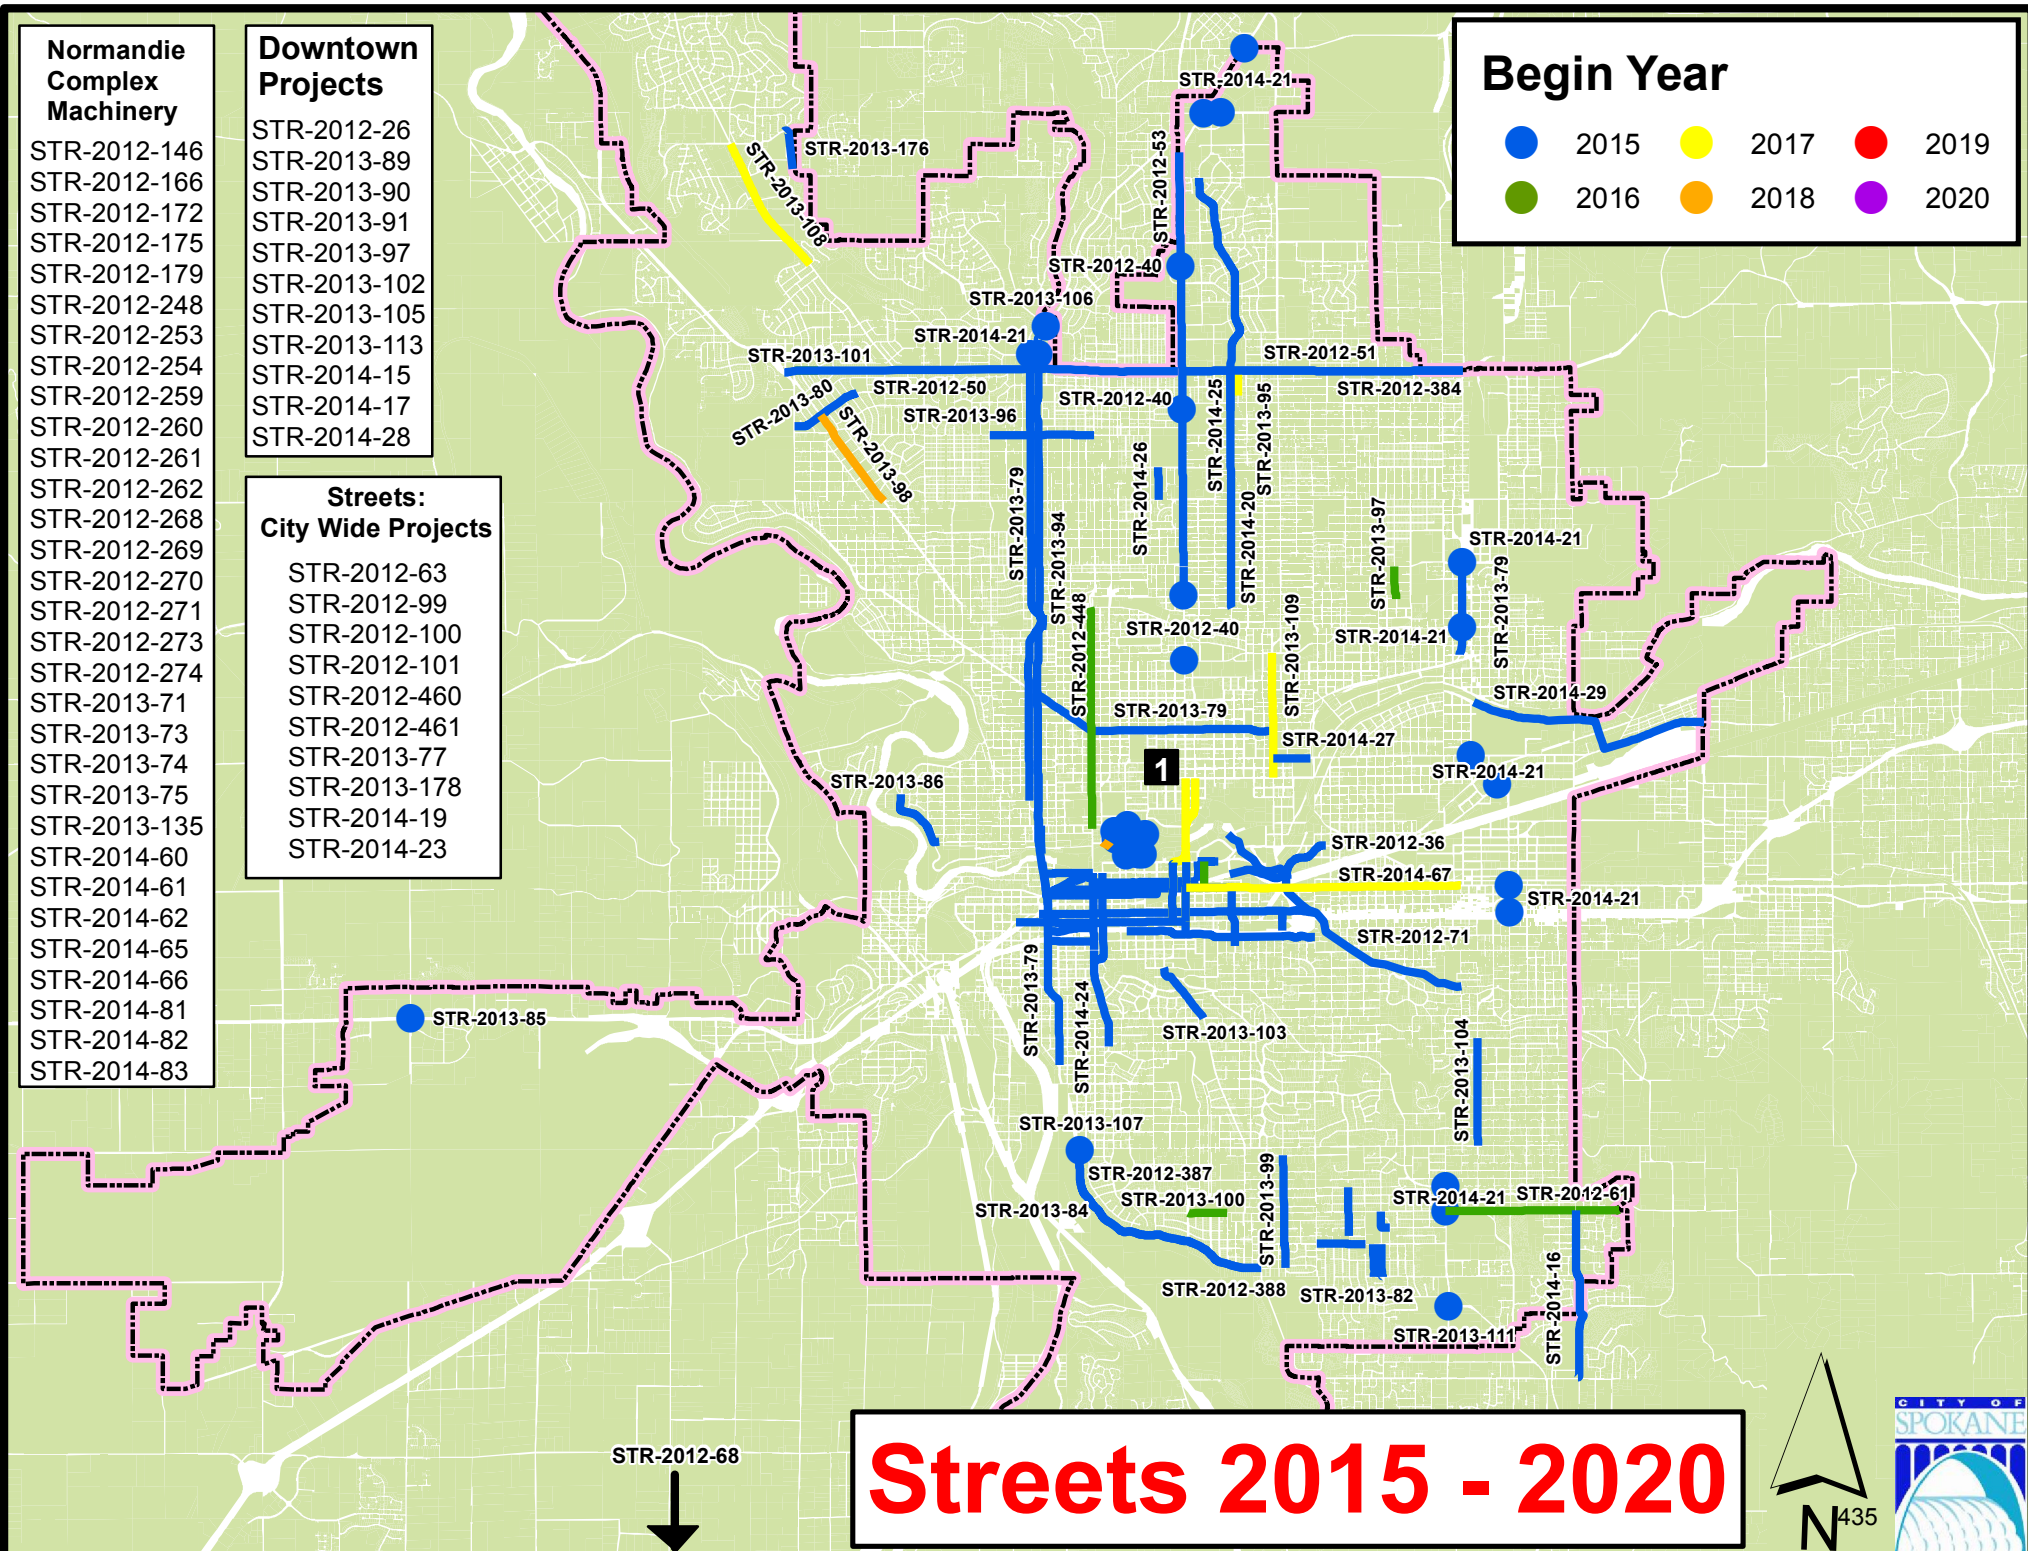 Normandie
Complex
Machinery
STR-2012-146
STR-2012-166
STR-2012-172
STR-2012-175
STR-2012-179
STR-2012-248
STR-2012-253
STR-2012-254
STR-2012-259
STR-2012-260
STR-2012-261
STR-2012-262
STR-2012-268
STR-2012-269
STR-2012-270
STR-2012-271
STR-2012-273
STR-2012-274
STR-2013-71
STR-2013-73
STR-2013-74
STR-2013-75
STR-2013-135
STR-2014-60
STR-2014-61
STR-2014-62
STR-2014-65
STR-2014-66
STR-2014-81
STR-2014-82
STR-2014-83
Downtown
Projects
STR-2012-26
STR-2013-89
STR-2013-90
STR-2013-91
STR-2013-97
STR-2013-102
STR-2013-105
STR-2013-113
STR-2014-15
STR-2014-17
STR-2014-28
Streets:
City Wide Projects
STR-2012-63
STR-2012-99
STR-2012-100
STR-2012-101
STR-2012-460
STR-2012-461
STR-2013-77
STR-2013-178
STR-2014-19
STR-2014-23
Begin Year
2015 2017 2019
2016 2018 2020
STR-2014-21
STR-2013-176
STR-2013-108
STR-2012-53
STR-2012-40
STR-2013-106
STR-2014-21
STR-2013-101
STR-2012-51
STR-2012-50
STR-2012-384
STR-2013-80
STR-2013-96
STR-2012-40
STR-2014-25
STR-2013-95
STR-2013-98
STR-2014-26
STR-2013-79
STR-2013-94
STR-2014-20
STR-2013-97
STR-2014-21
STR-2013-79
STR-2014-21
STR-2012-448
STR-2012-40
STR-2013-109
STR-2014-29
STR-2013-79
STR-2014-27
1
STR-2014-21
STR-2013-86
STR-2012-36
STR-2014-67
STR-2014-21
STR-2012-71
STR-2013-79
STR-2014-24
STR-2013-85
STR-2013-103
STR-2013-104
STR-2013-107
STR-2012-387
STR-2013-100
STR-2013-99
STR-2013-84
STR-2014-21
STR-2012-61
STR-2012-388
STR-2013-82
STR-2014-16
STR-2013-111
STR-2012-68
Streets 2015 - 2020
N
435
CITY OF
SPOKANE